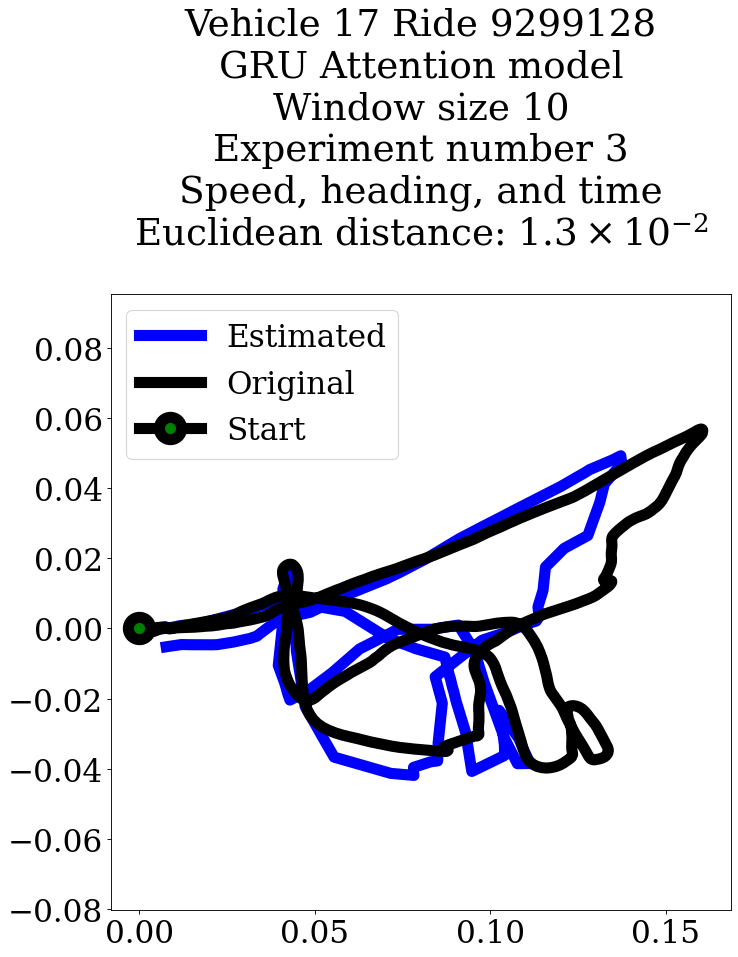 Vehicle 17 Ride 9299128
GRU Attention model
Window size 10
Experiment number 3
Speed, heading, and time
Euclidean distance: 1.3 × 10⁻²
Estimated
Original
Start
0.08
0.06
0.04
0.02
0.00
−0.02
−0.04
−0.06
−0.08
0.00 0.05 0.10 0.15